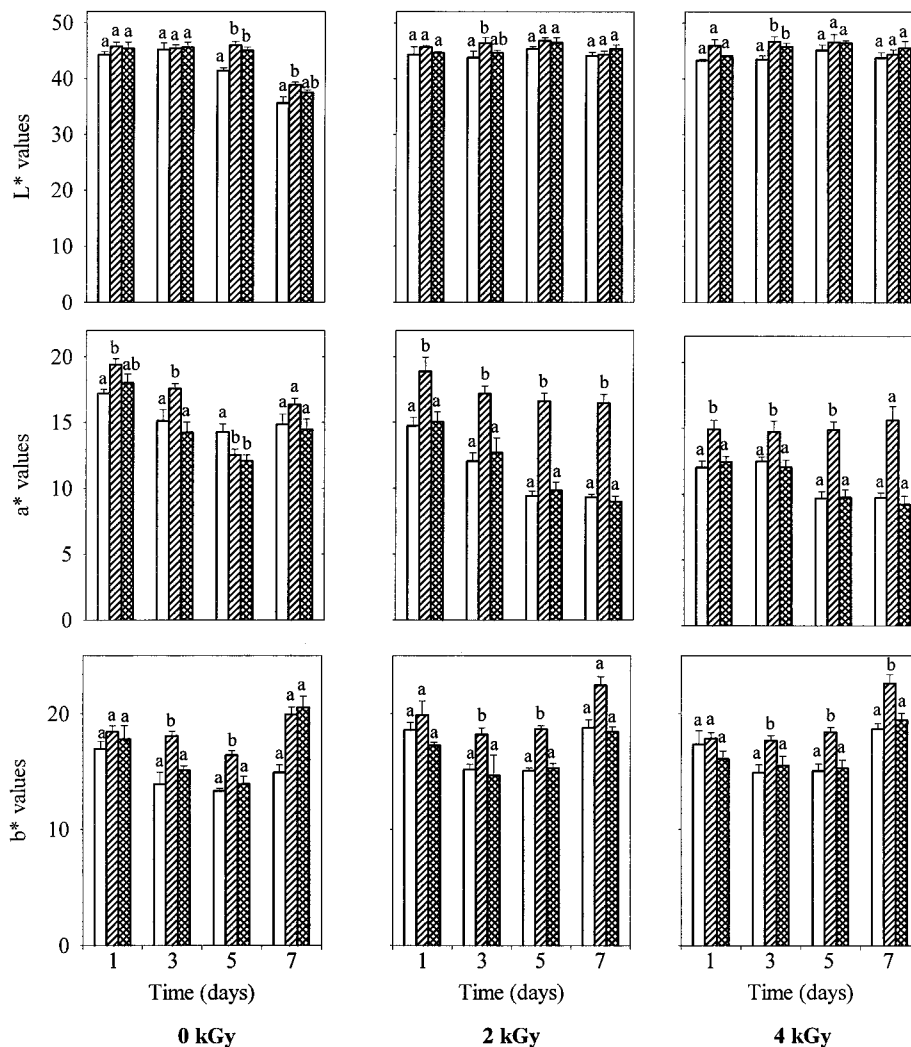 L* values
50
40
30
20
10
0
a a a a a a a b b a b ab
a a a a b ab a a a a a a
a a a a b b a a a a a a
a* values
20
15
10
5
0
a b ab a b a a b b a a a
a b a a b a a b a a b a
a b a a b a a b a a a a
b* values
20
10
0
a a a a b a a b a a a a
a a a a b a a b a a a a
a a a a b a a b a a b a
1 3 5 7
1 3 5 7
1 3 5 7
Time (days)
Time (days)
Time (days)
0 kGy
2 kGy
4 kGy